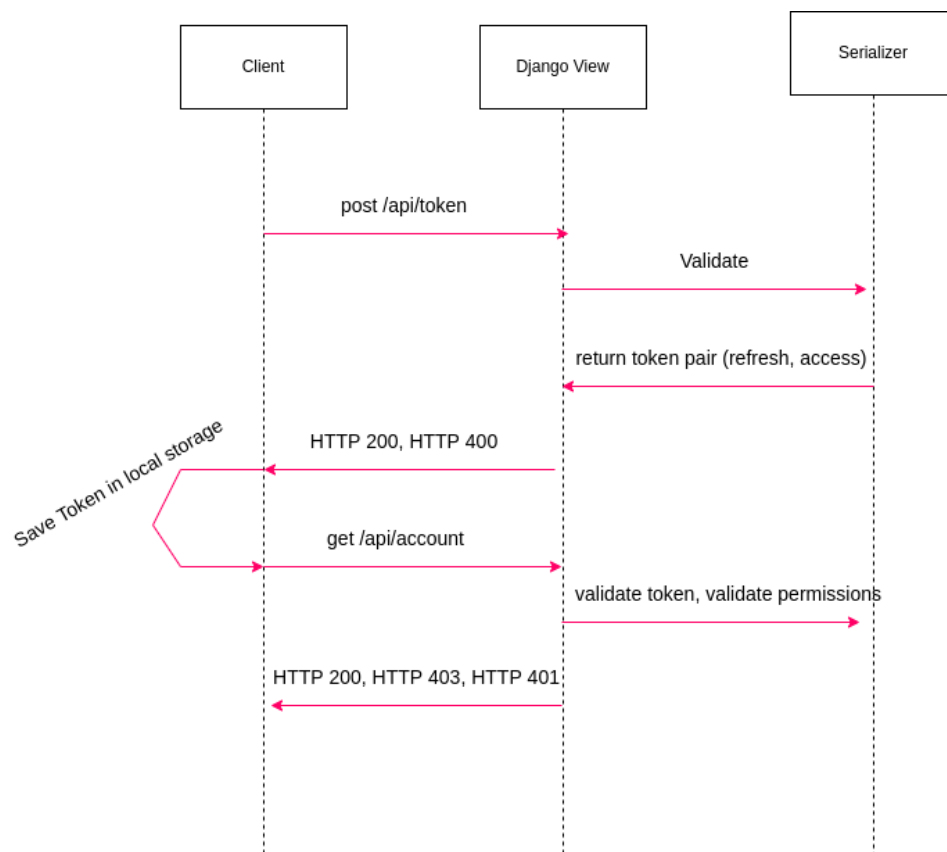 Client
Django View
Serializer
post /api/token
Validate
return token pair (refresh, access)
HTTP 200, HTTP 400
Save Token in local storage
get /api/account
validate token, validate permissions
HTTP 200, HTTP 403, HTTP 401